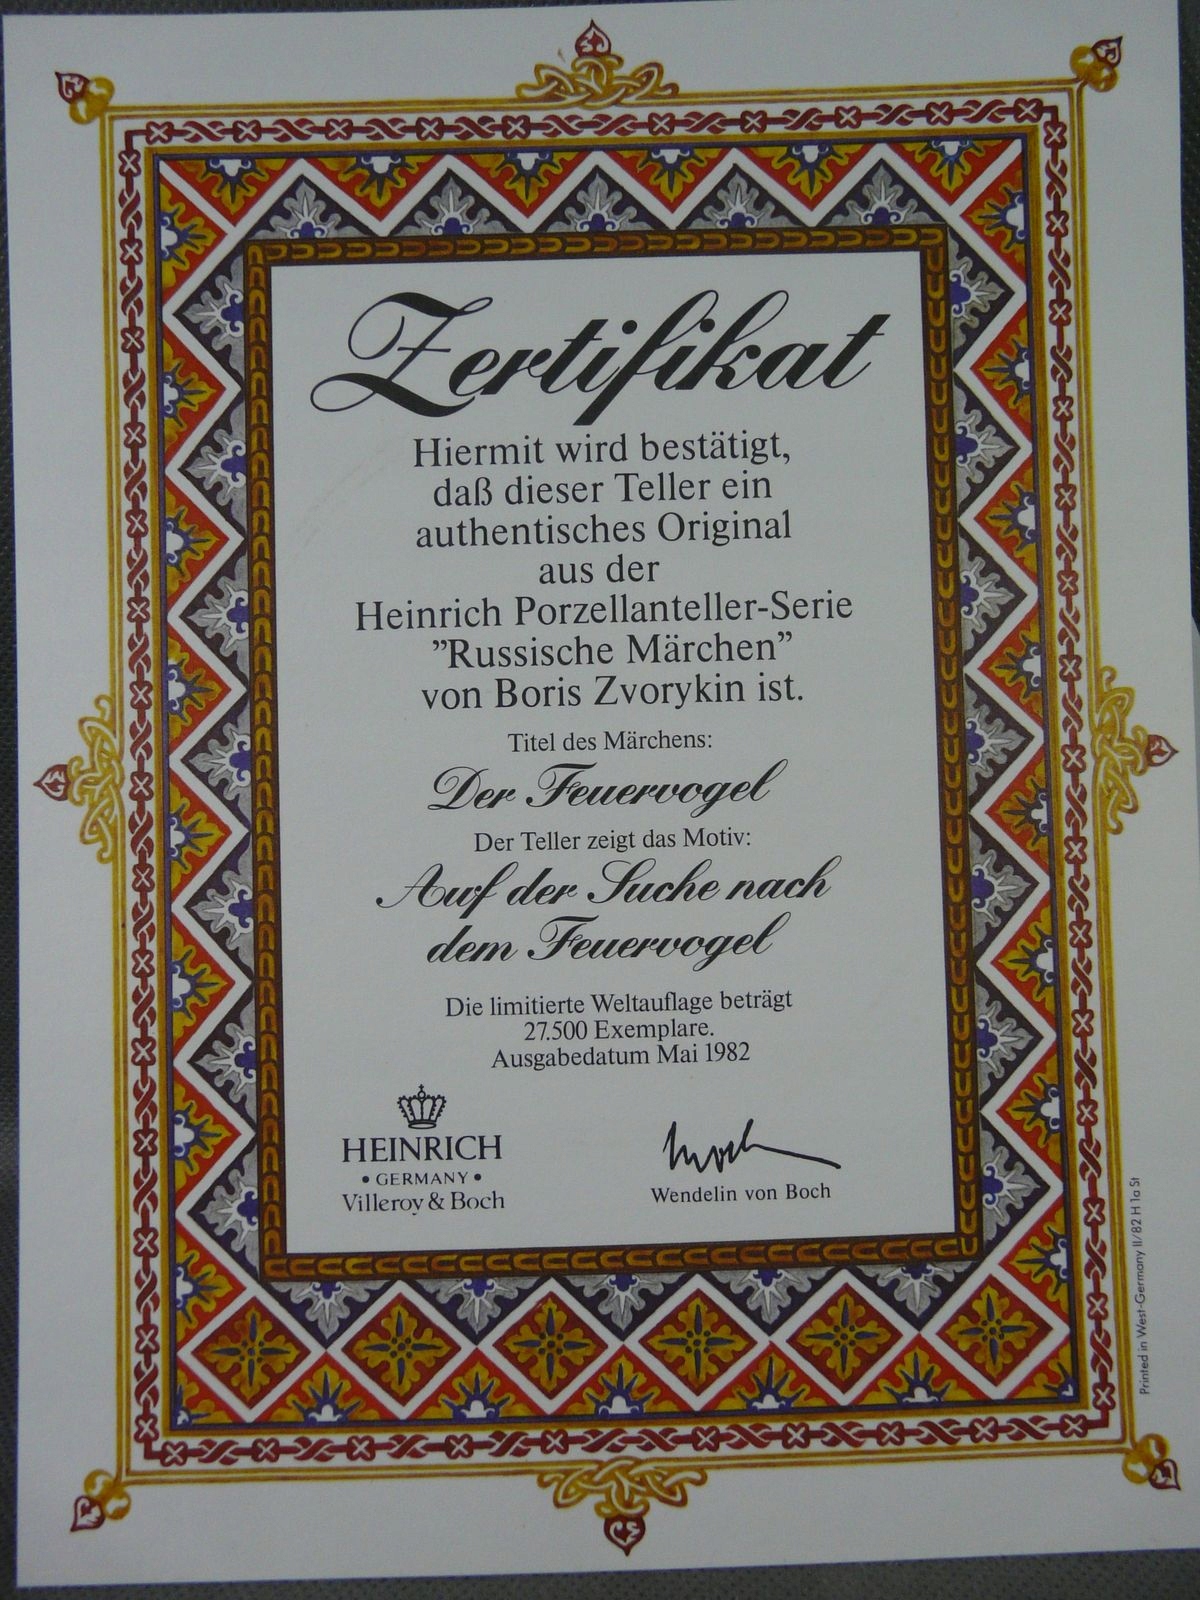 Zertifikat
Hiermit wird bestätigt,
daß dieser Teller ein
authentisches Original
aus der
Heinrich Porzellanteller-Serie
”Russische Märchen”
von Boris Zvorykin ist.
Titel des Märchens:
Der Feuervogel
Der Teller zeigt das Motiv:
Auf der Suche nach
dem Feuervogel
Die limitierte Weltauflage beträgt
27.500 Exemplare.
Ausgabedatum Mai 1982
HEINRICH
• GERMANY •
Villeroy & Boch
Wendelin von Boch
Printed in West-Germany II/82 H 1a St